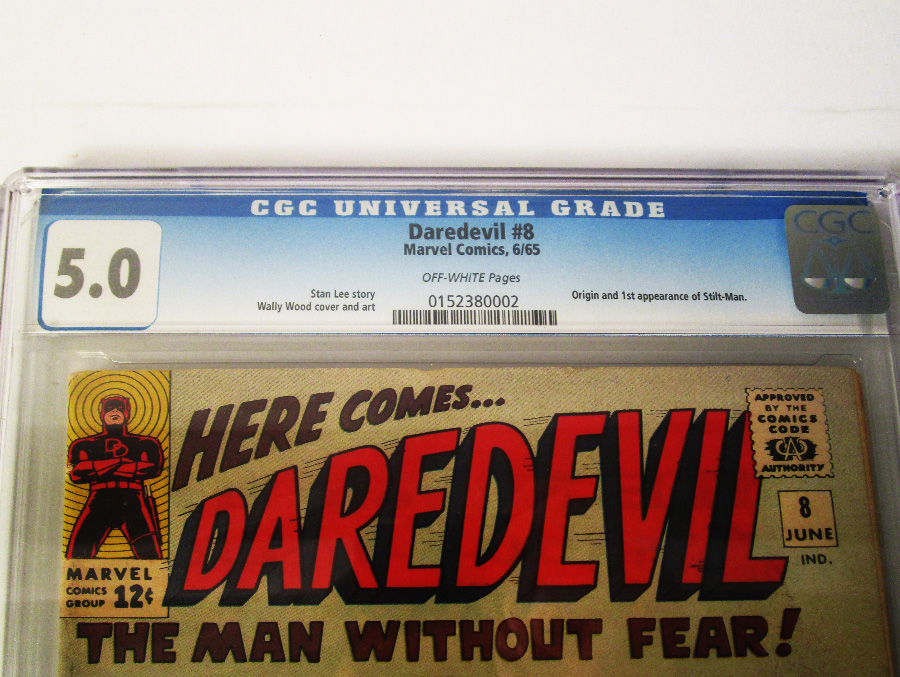 CGC UNIVERSAL GRADE
5.0
Daredevil #8
Marvel Comics, 6/65
OFF-WHITE Pages
Stan Lee story
Wally Wood cover and art
0152380002
Origin and 1st appearance of Stilt-Man.
CGC
HERE COMES...
DAREDEVIL
THE MAN WITHOUT FEAR!
DD
MARVEL
COMICS
GROUP 12¢
APPROVED
BY THE
COMICS
CODE
CA
AUTHORITY
8
JUNE
IND.